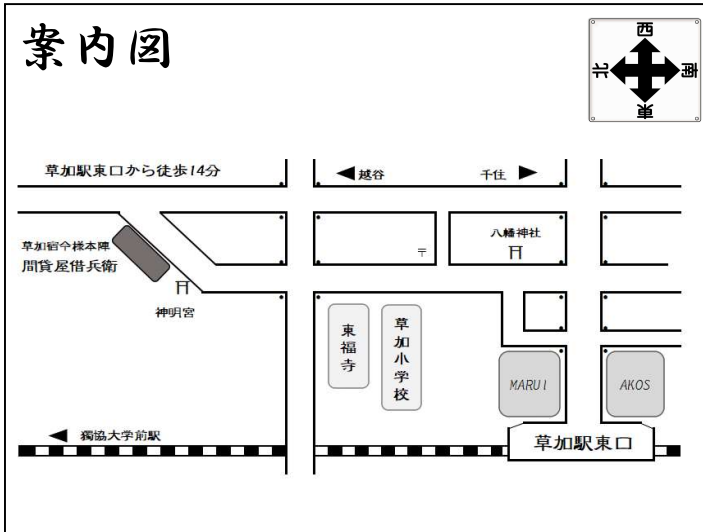 案内図
西
北
南
東
草加駅東口から徒歩14分
越谷
千住
八幡神社
〒
草加宿今様本陣
間貸屋借兵衛
神明宮
東福寺
草加小学校
MARUI
AKOS
獨協大学前駅
草加駅東口